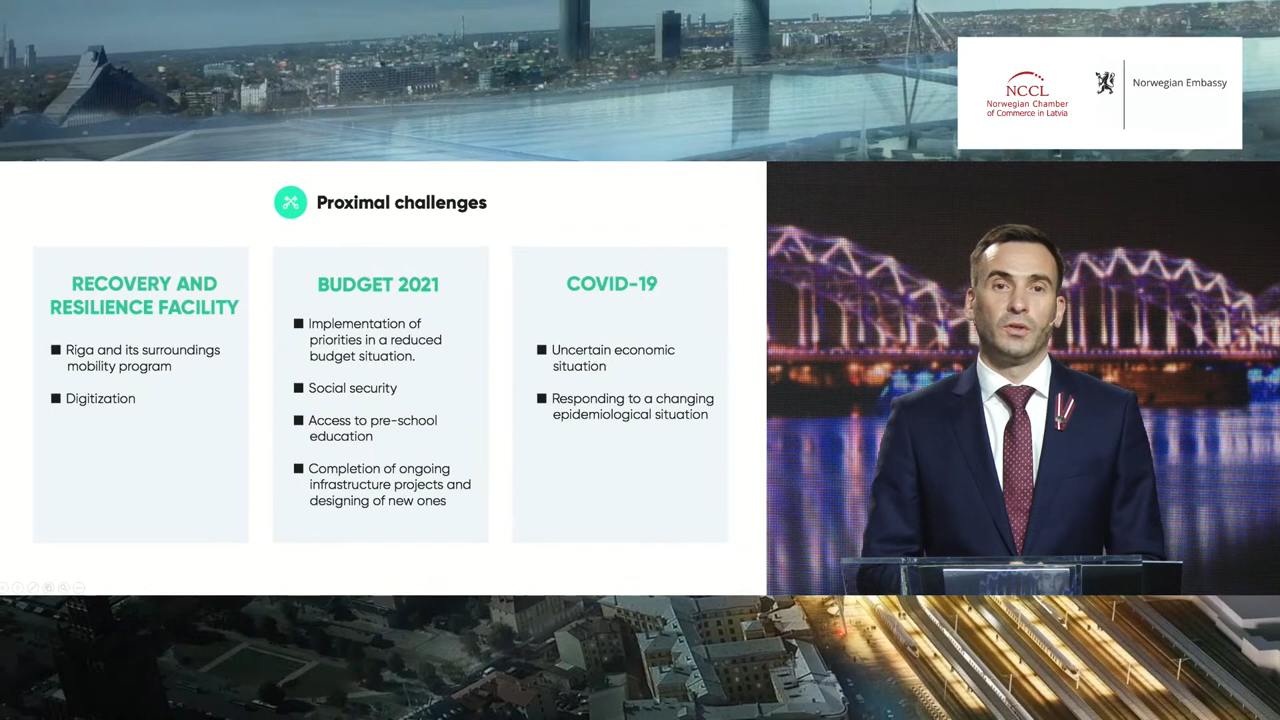 NCCL
Norwegian Chamber
of Commerce in Latvia
Norwegian Embassy
Proximal challenges
RECOVERY AND
RESILIENCE FACILITY
■ Riga and its surroundings
mobility program
■ Digitization
BUDGET 2021
■ Implementation of
priorities in a reduced
budget situation.
■ Social security
■ Access to pre-school
education
■ Completion of ongoing
infrastructure projects and
designing of new ones
COVID-19
■ Uncertain economic
situation
■ Responding to a changing
epidemiological situation